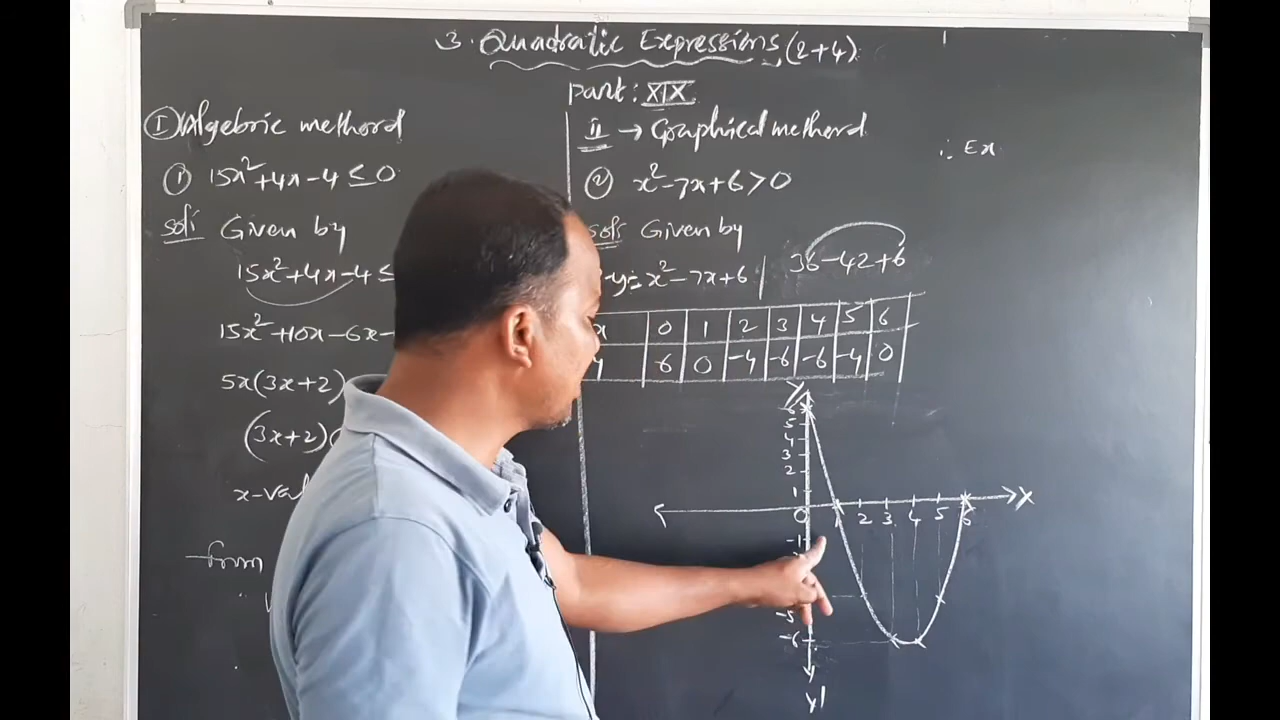 3. Quadratic Expressions (2+4)
Part: XIX
I Algebric methord
① 15x²+4x-4 ≤ 0
Sol: Given by
15x²+4x-4 ≤
15x²+10x-6x-
5x(3x+2)
(3x+2)
x-val
from
II → Graphical methord
② x²-7x+6>0
Sol: Given by
y=x²-7x+6 | 36-42+6
x 0 1 2 3 4 5 6
y 6 0 -4 -6 -6 -4 0
∴ Ex
Y
6
5
4
3
2
1
0 1 2 3 4 5 6 X
-1
-5
-6
y|